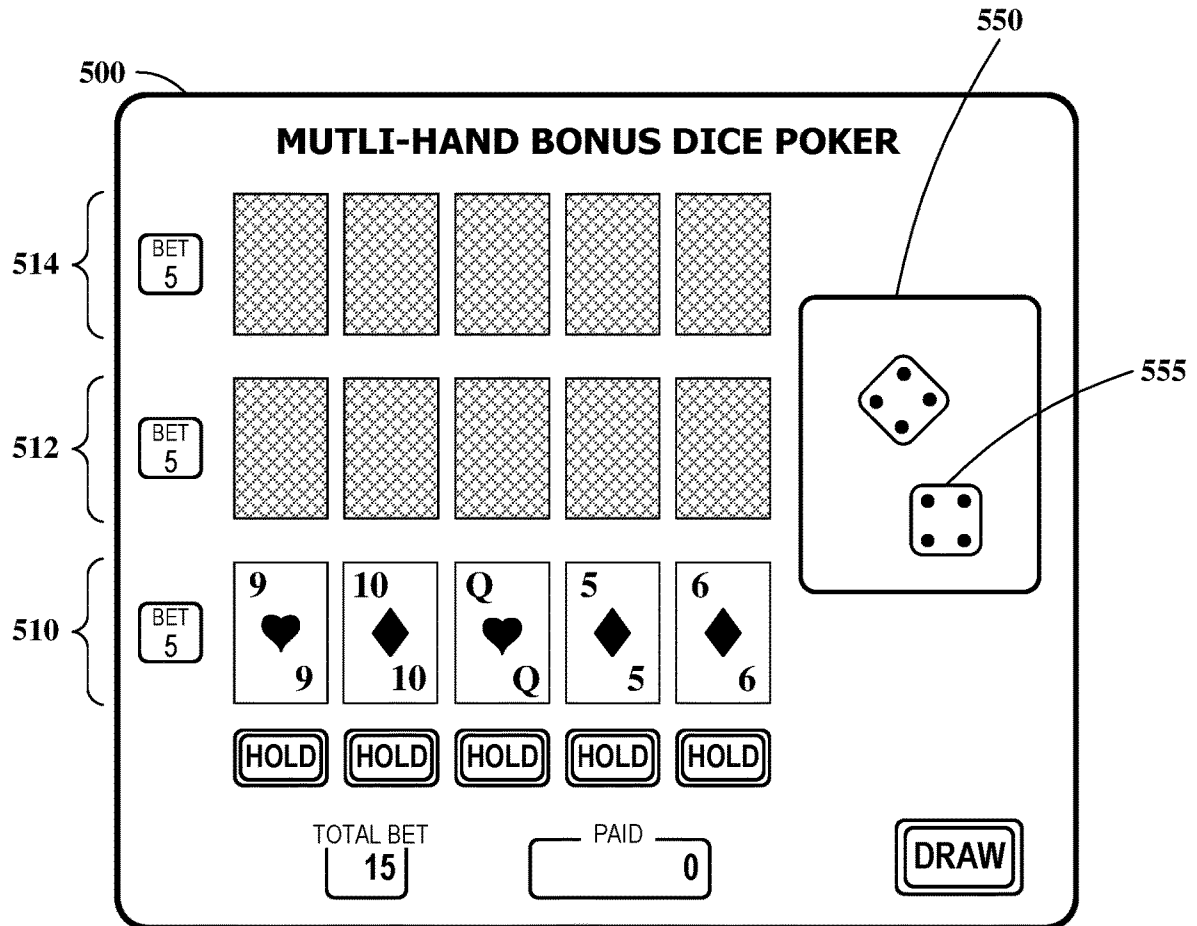 550
500
MUTLI-HAND BONUS DICE POKER
514
BET
5
555
512
BET
5
9 10 Q 5 6
510
BET
5
9 10 Q 5 6
HOLD HOLD HOLD HOLD HOLD
TOTAL BET
15
PAID
0
DRAW